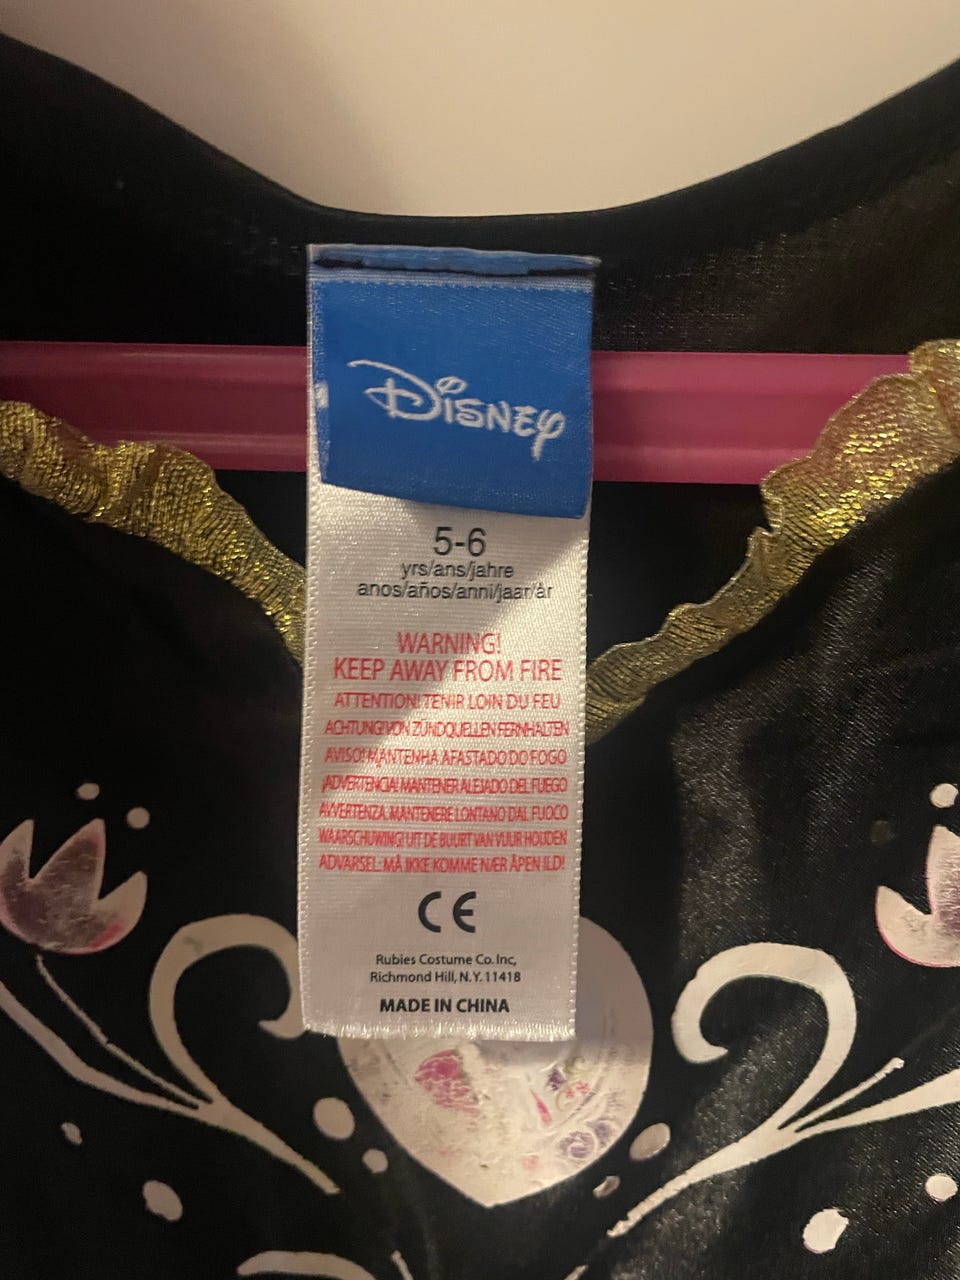 Disney
5-6
yrs/ans/jahre
anos/años/anni/jaar/år
WARNING!
KEEP AWAY FROM FIRE
ATTENTION! TENIR LOIN DU FEU
ACHTUNG! VON ZÜNDQUELLEN FERNHALTEN
AVISO! MANTENHA AFASTADO DO FOGO
¡ADVERTENCIA! MANTENER ALEJADO DEL FUEGO
AVVERTENZA. MANTENERE LONTANO DAL FUOCO
WAARSCHUWING! UIT DE BUURT VAN VUUR HOUDEN
ADVARSEL: MÅ IKKE KOMME NÆR ÅPEN ILD!
CE
Rubies Costume Co. Inc,
Richmond Hill, N.Y. 11418
MADE IN CHINA